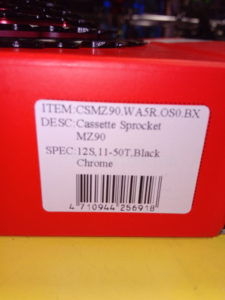 ITEM:CSMZ90.WA5R.OS0.BX
DESC:Cassette Sprocket
MZ90
SPEC:12S,11-50T,Black
Chrome
4 710944 256918